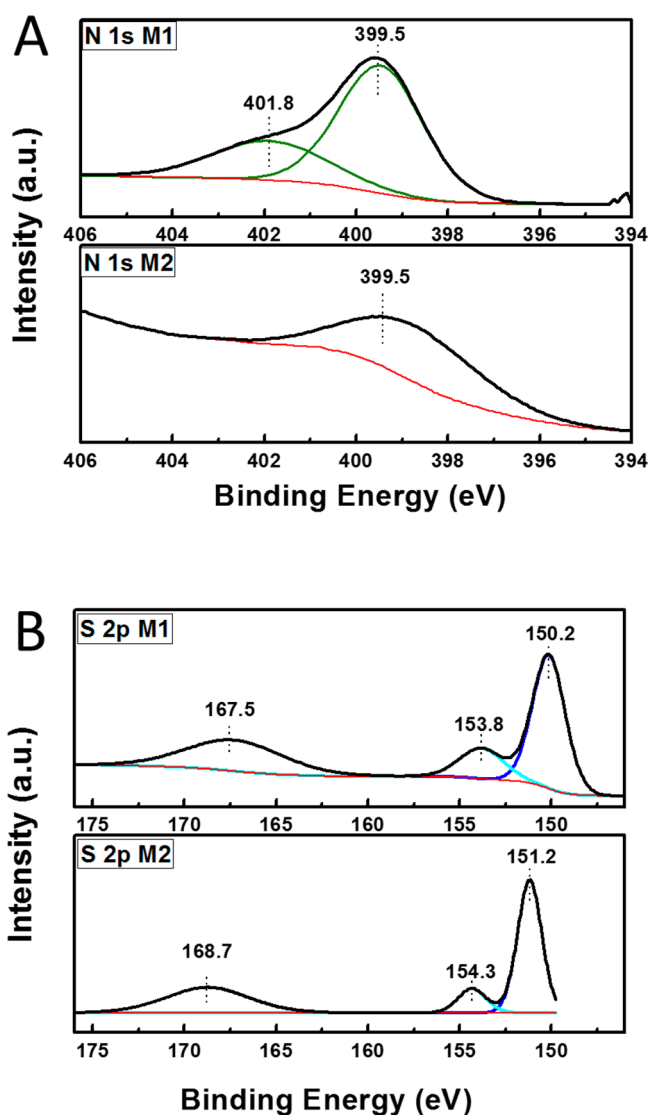 A
N 1s M1
399.5
401.8
406 404 402 400 398 396 394
N 1s M2
399.5
406 404 402 400 398 396 394
Intensity (a.u.)
Binding Energy (eV)
B
S 2p M1
150.2
167.5
153.8
175 170 165 160 155 150
S 2p M2
151.2
168.7
154.3
175 170 165 160 155 150
Intensity (a.u.)
Binding Energy (eV)